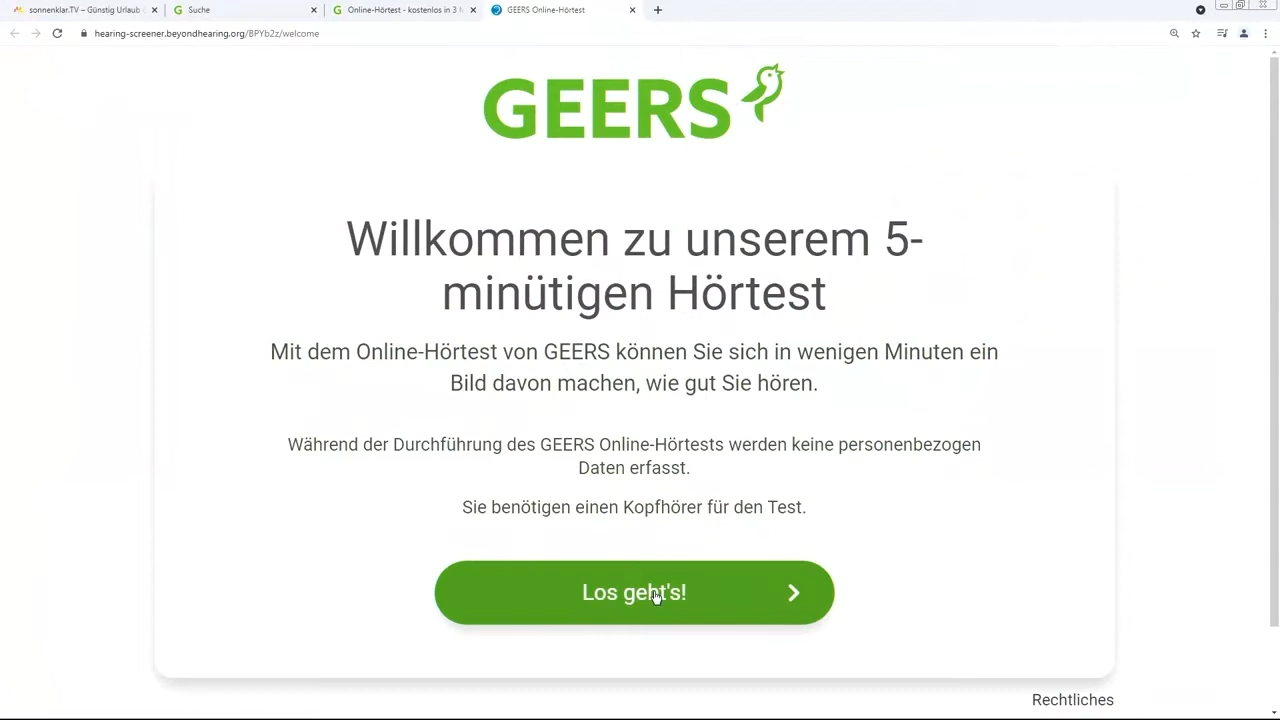 sonnenklar.TV – Günstig Urlaub
Suche
Online-Hörtest - kostenlos in 3 M
GEERS Online-Hörtest
hearing-screener.beyondhearing.org/BPYb2z/welcome
GEERS
Willkommen zu unserem 5-
minütigen Hörtest
Mit dem Online-Hörtest von GEERS können Sie sich in wenigen Minuten ein
Bild davon machen, wie gut Sie hören.
Während der Durchführung des GEERS Online-Hörtests werden keine personenbezogen
Daten erfasst.
Sie benötigen einen Kopfhörer für den Test.
Los geht's!
Rechtliches